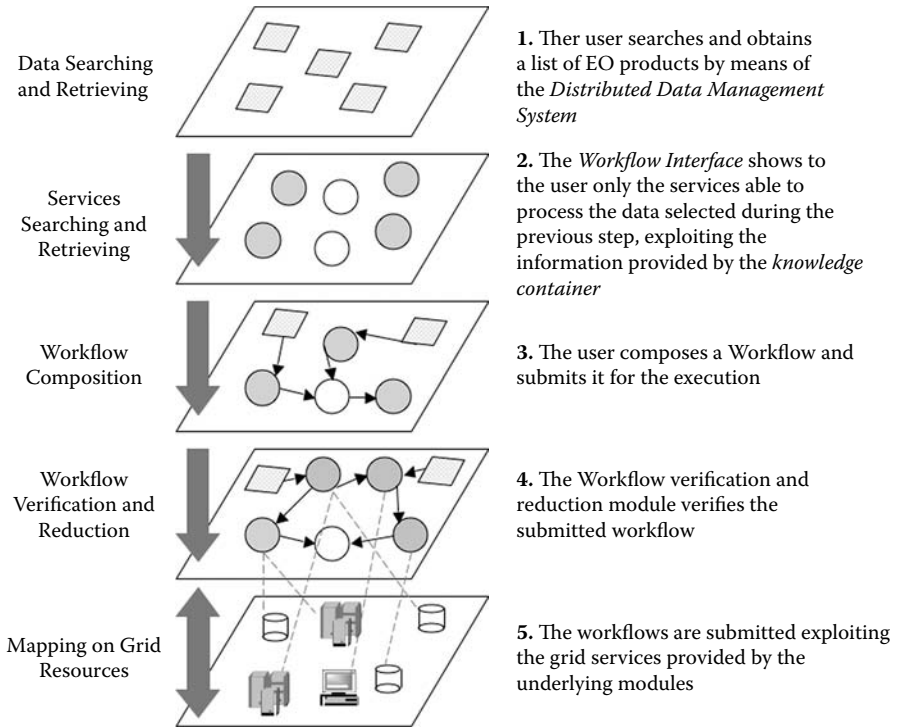 Data Searching
and Retrieving
1. Ther user searches and obtains
a list of EO products by means of
the Distributed Data Management
System
Services
Searching and
Retrieving
2. The Workflow Interface shows to
the user only the services able to
process the data selected during the
previous step, exploiting the
information provided by the knowledge
container
Workflow
Composition
3. The user composes a Workflow and
submits it for the execution
Workflow
Verification and
Reduction
4. The Workflow verification and
reduction module verifies the
submitted workflow
Mapping on Grid
Resources
5. The workflows are submitted exploiting
the grid services provided by the
underlying modules